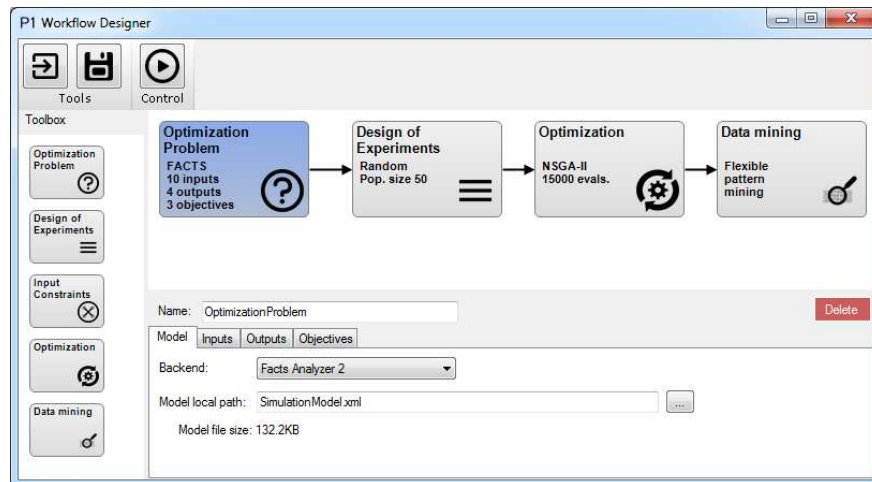 P1 Workflow Designer
Tools
Control
Toolbox
Optimization
Problem
Design of
Experiments
Input
Constraints
Optimization
Data mining
Optimization
Problem
FACTS
10 inputs
4 outputs
3 objectives
Design of
Experiments
Random
Pop. size 50
Optimization
NSGA-II
15000 evals.
Data mining
Flexible
pattern
mining
Name: OptimizationProblem
Delete
Model Inputs Outputs Objectives
Backend: Facts Analyzer 2
Model local path: SimulationModel.xml ...
Model file size: 132.2KB